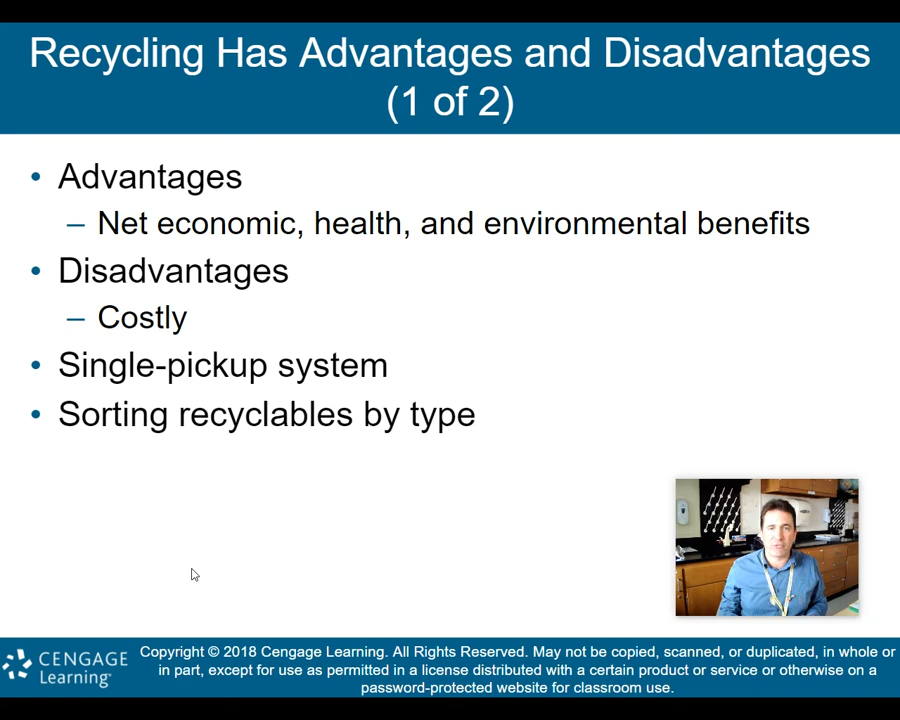 Recycling Has Advantages and Disadvantages
(1 of 2)
• Advantages
– Net economic, health, and environmental benefits
• Disadvantages
– Costly
• Single-pickup system
• Sorting recyclables by type
CENGAGE
Learning™
Copyright © 2018 Cengage Learning. All Rights Reserved. May not be copied, scanned, or duplicated, in whole or
in part, except for use as permitted in a license distributed with a certain product or service or otherwise on a
password-protected website for classroom use.